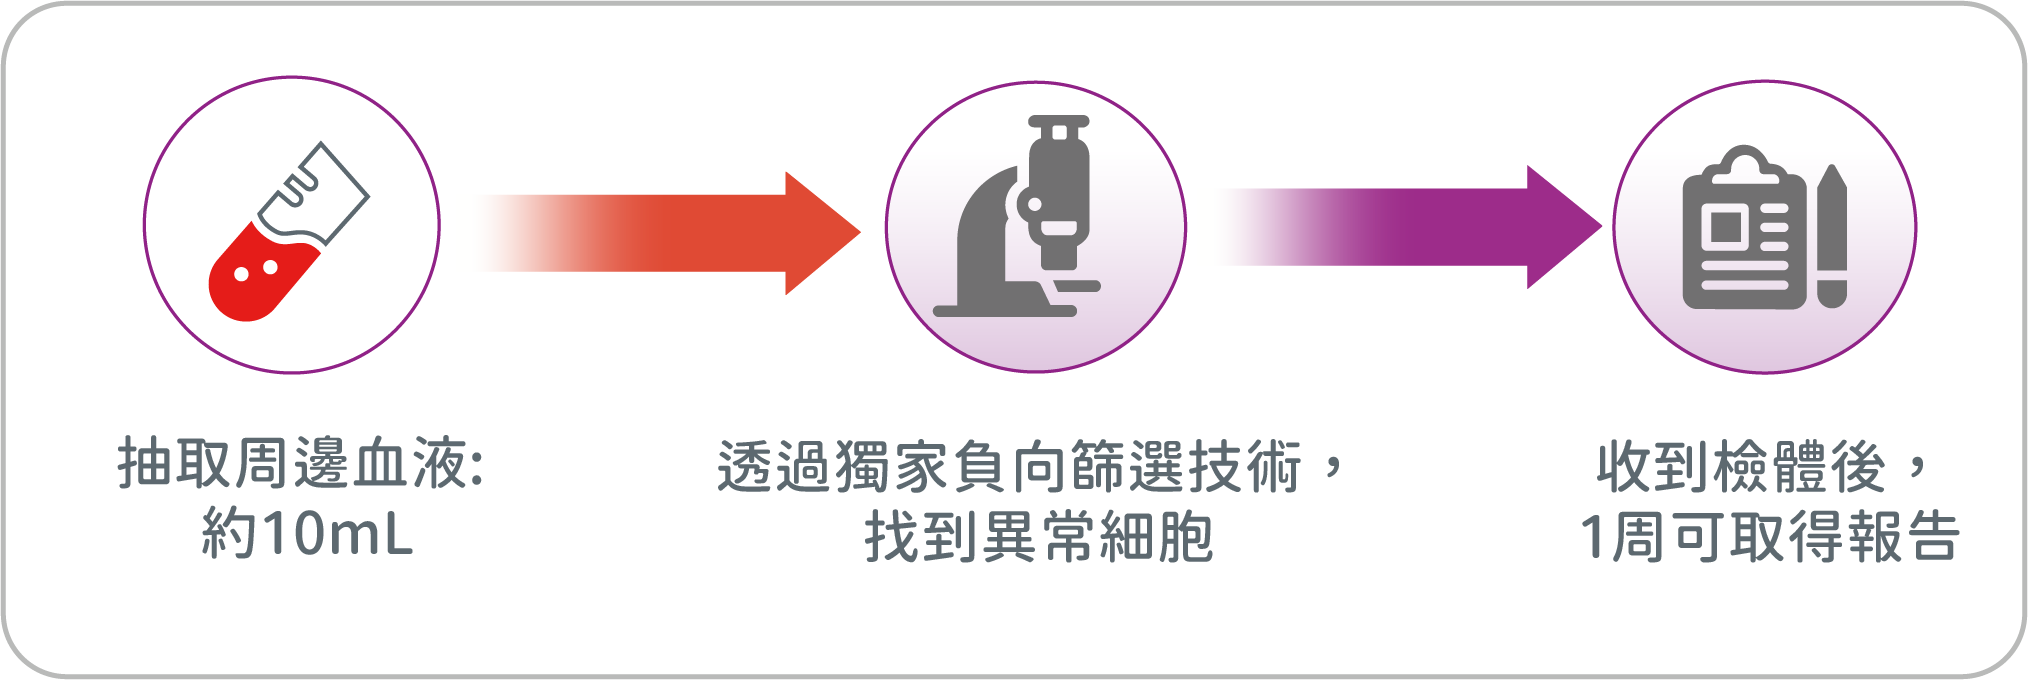 抽取周邊血液:
約10mL
透過獨家負向篩選技術，
找到異常細胞
收到檢體後，
1周可取得報告